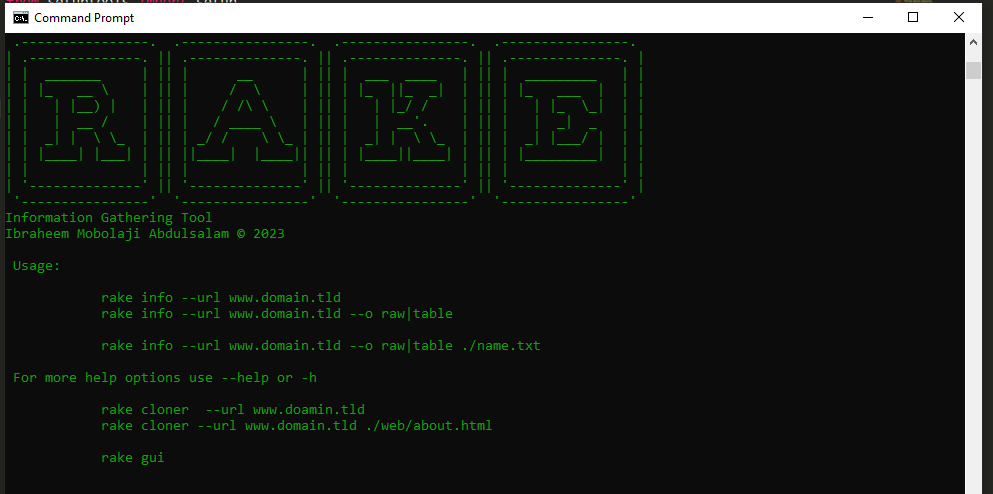 Command Prompt
RAKE
Information Gathering Tool
Ibraheem Mobolaji Abdulsalam © 2023
Usage:
rake info --url www.domain.tld
rake info --url www.domain.tld --o raw|table
rake info --url www.domain.tld --o raw|table ./name.txt
For more help options use --help or -h
rake cloner  --url www.doamin.tld
rake cloner --url www.domain.tld ./web/about.html
rake gui